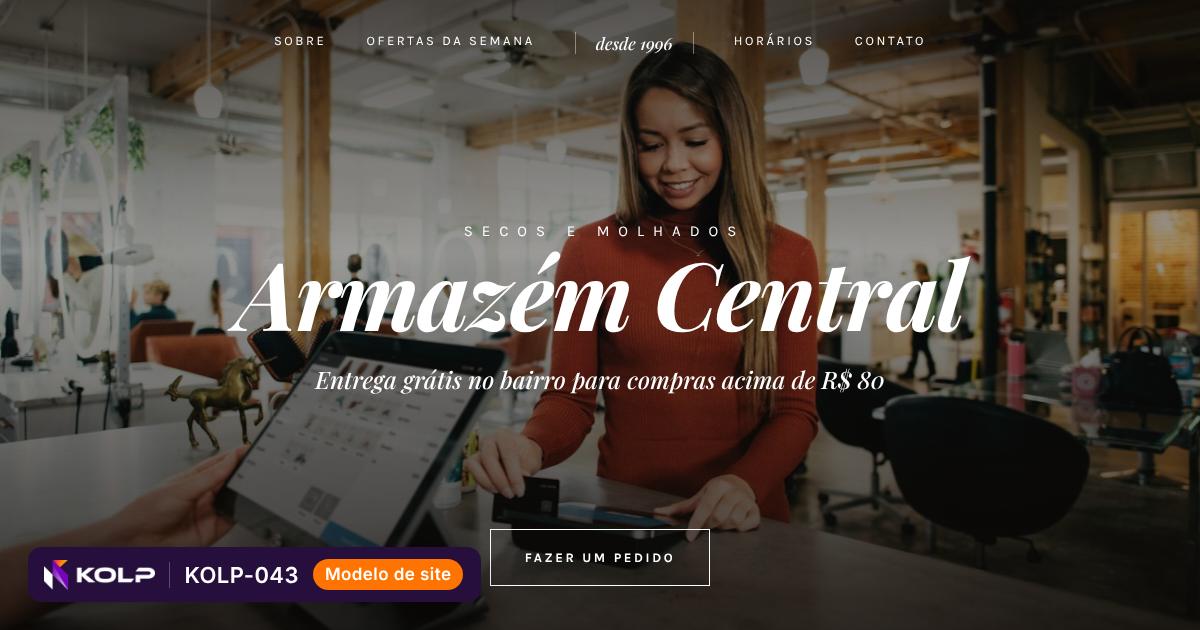 SOBRE
OFERTAS DA SEMANA
desde 1996
HORÁRIOS
CONTATO
SECOS E MOLHADOS
Armazém Central
Entrega grátis no bairro para compras acima de R$ 80
FAZER UM PEDIDO
KOLP
KOLP-043
Modelo de site